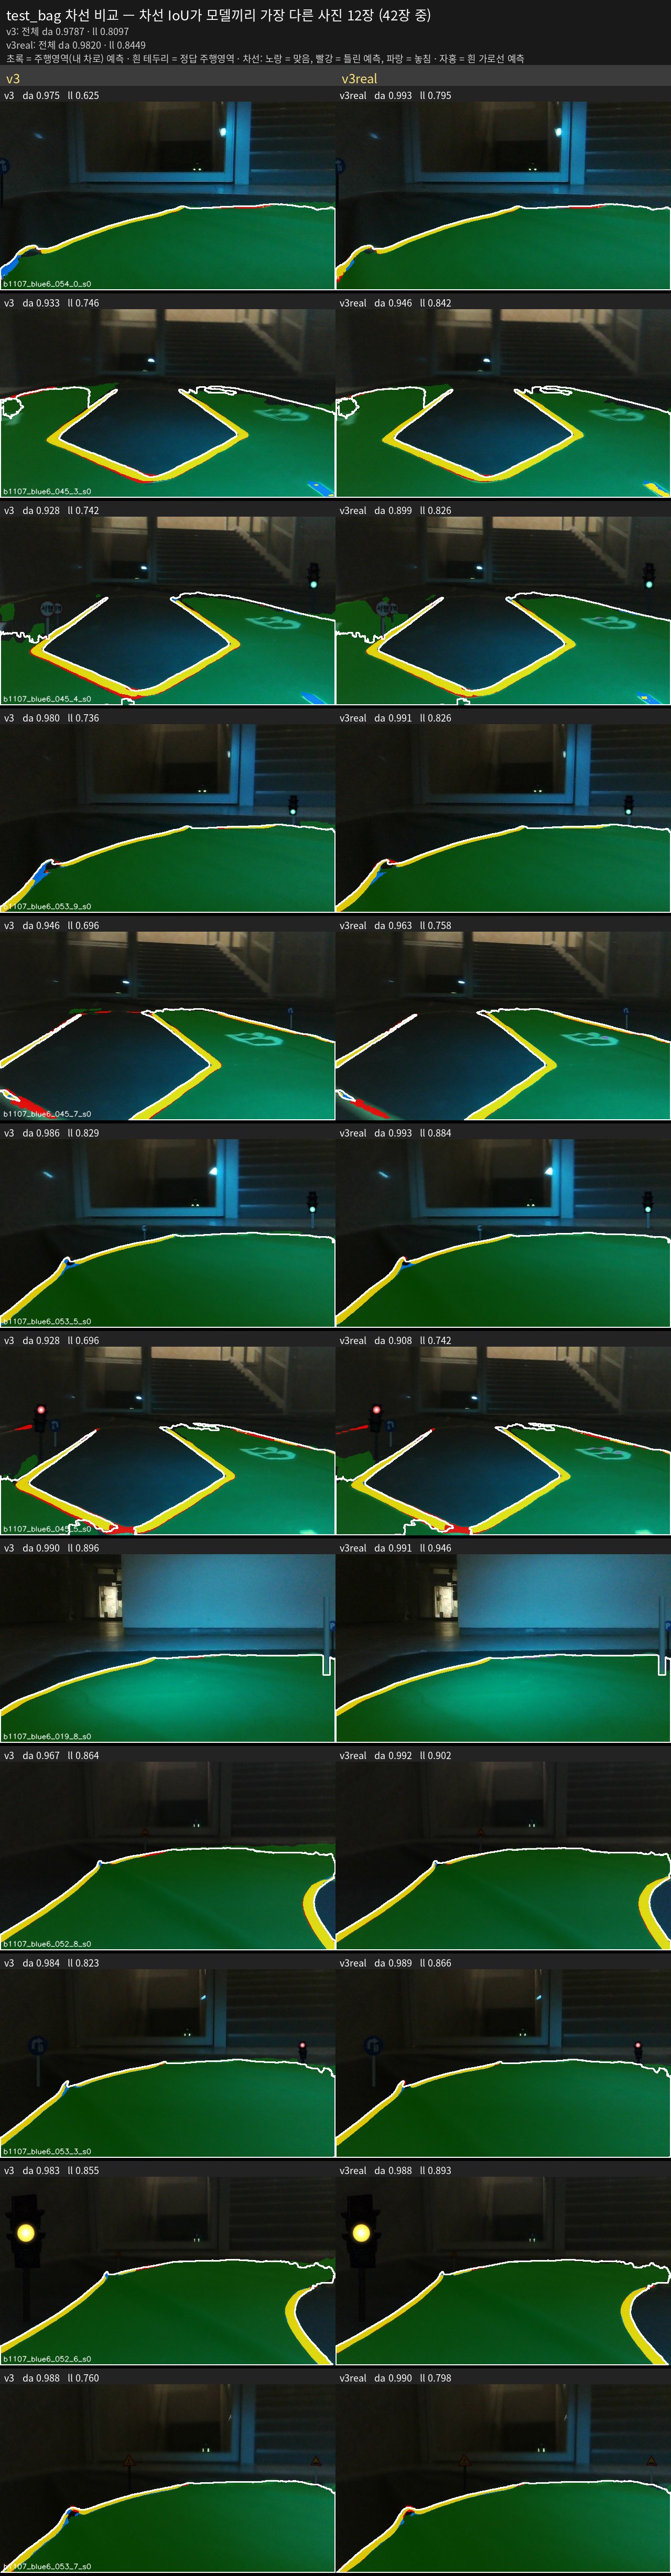 test_bag 차선 비교 — 차선 IoU가 모델끼리 가장 다른 사진 12장 (42장 중)
v3: 전체 da 0.9787 · ll 0.8097
v3real: 전체 da 0.9820 · ll 0.8449
초록 = 주행영역(내 차로) 예측 · 흰 테두리 = 정답 주행영역 · 차선: 노랑 = 맞음, 빨강 = 틀린 예측, 파랑 = 놓침 · 자홍 = 흰 가로선 예측
v3 v3real
v3 da 0.975 ll 0.625 v3real da 0.993 ll 0.795
b1107_blue6_054_0_s0
v3 da 0.933 ll 0.746 v3real da 0.946 ll 0.842
b1107_blue6_045_3_s0
v3 da 0.928 ll 0.742 v3real da 0.899 ll 0.826
b1107_blue6_045_4_s0
v3 da 0.980 ll 0.736 v3real da 0.991 ll 0.826
b1107_blue6_053_9_s0
v3 da 0.946 ll 0.696 v3real da 0.963 ll 0.758
b1107_blue6_045_7_s0
v3 da 0.986 ll 0.829 v3real da 0.993 ll 0.884
b1107_blue6_053_5_s0
v3 da 0.928 ll 0.696 v3real da 0.908 ll 0.742
b1107_blue6_045_5_s0
v3 da 0.990 ll 0.896 v3real da 0.991 ll 0.946
b1107_blue6_019_8_s0
v3 da 0.967 ll 0.864 v3real da 0.992 ll 0.902
b1107_blue6_052_8_s0
v3 da 0.984 ll 0.823 v3real da 0.989 ll 0.866
b1107_blue6_053_3_s0
v3 da 0.983 ll 0.855 v3real da 0.988 ll 0.893
b1107_blue6_052_6_s0
v3 da 0.988 ll 0.760 v3real da 0.990 ll 0.798
b1107_blue6_053_7_s0